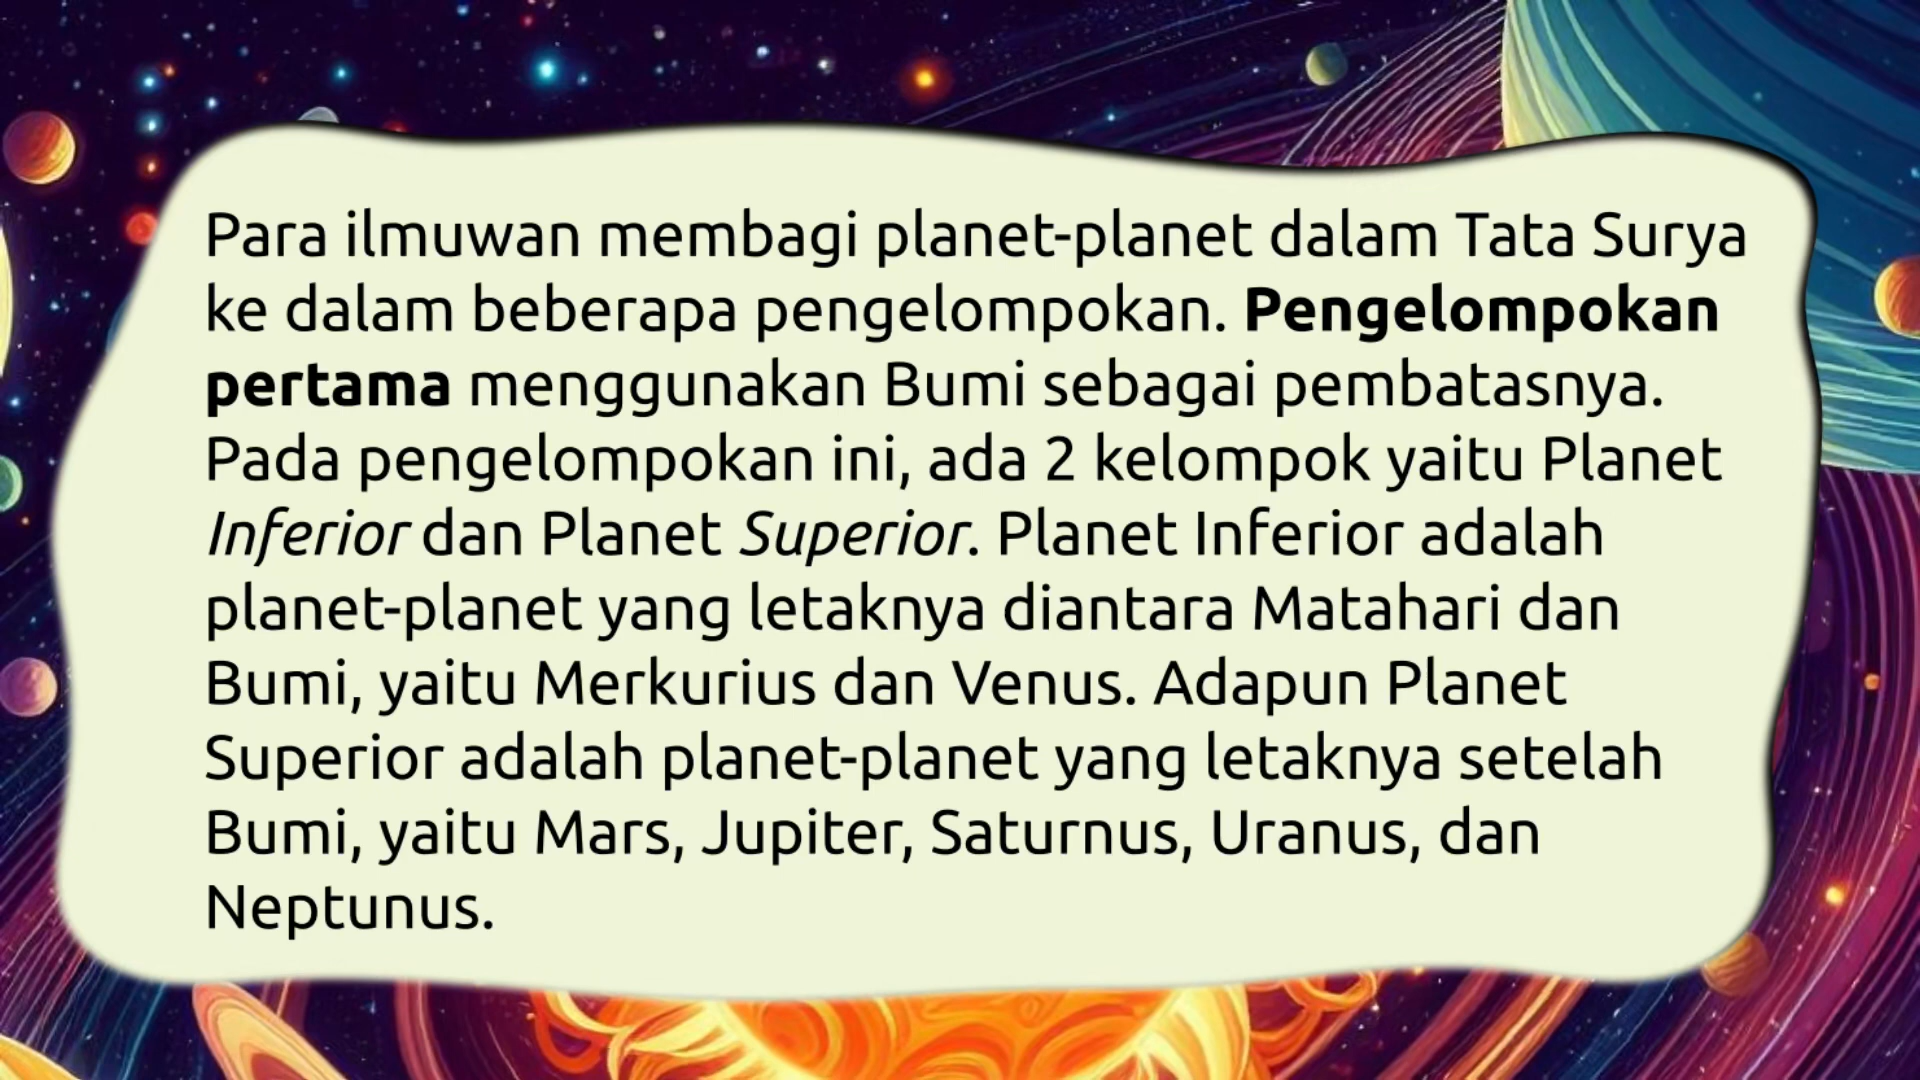 Para ilmuwan membagi planet-planet dalam Tata Surya
ke dalam beberapa pengelompokan. Pengelompokan
pertama menggunakan Bumi sebagai pembatasnya.
Pada pengelompokan ini, ada 2 kelompok yaitu Planet
Inferior dan Planet Superior. Planet Inferior adalah
planet-planet yang letaknya diantara Matahari dan
Bumi, yaitu Merkurius dan Venus. Adapun Planet
Superior adalah planet-planet yang letaknya setelah
Bumi, yaitu Mars, Jupiter, Saturnus, Uranus, dan
Neptunus.